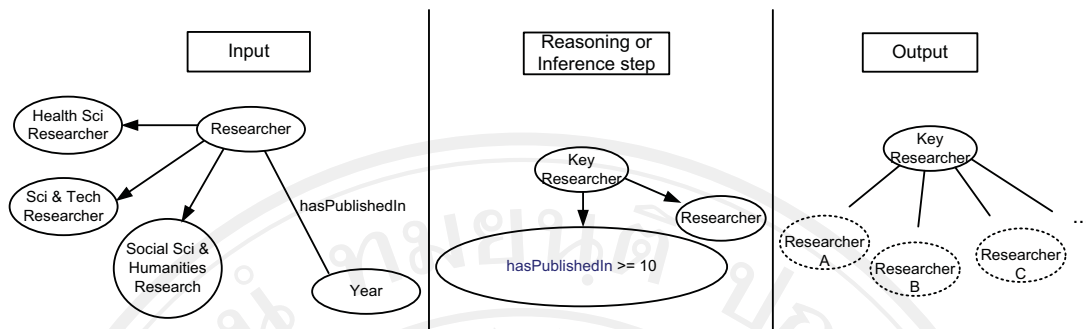 Input
Health Sci
Researcher
Researcher
Sci & Tech
Researcher
hasPublishedIn
Social Sci &
Humanities
Research
Year
Reasoning or
Inference step
Key
Researcher
Researcher
hasPublishedIn >= 10
Output
Key
Researcher
Researcher
A
Researcher
B
Researcher
C
..